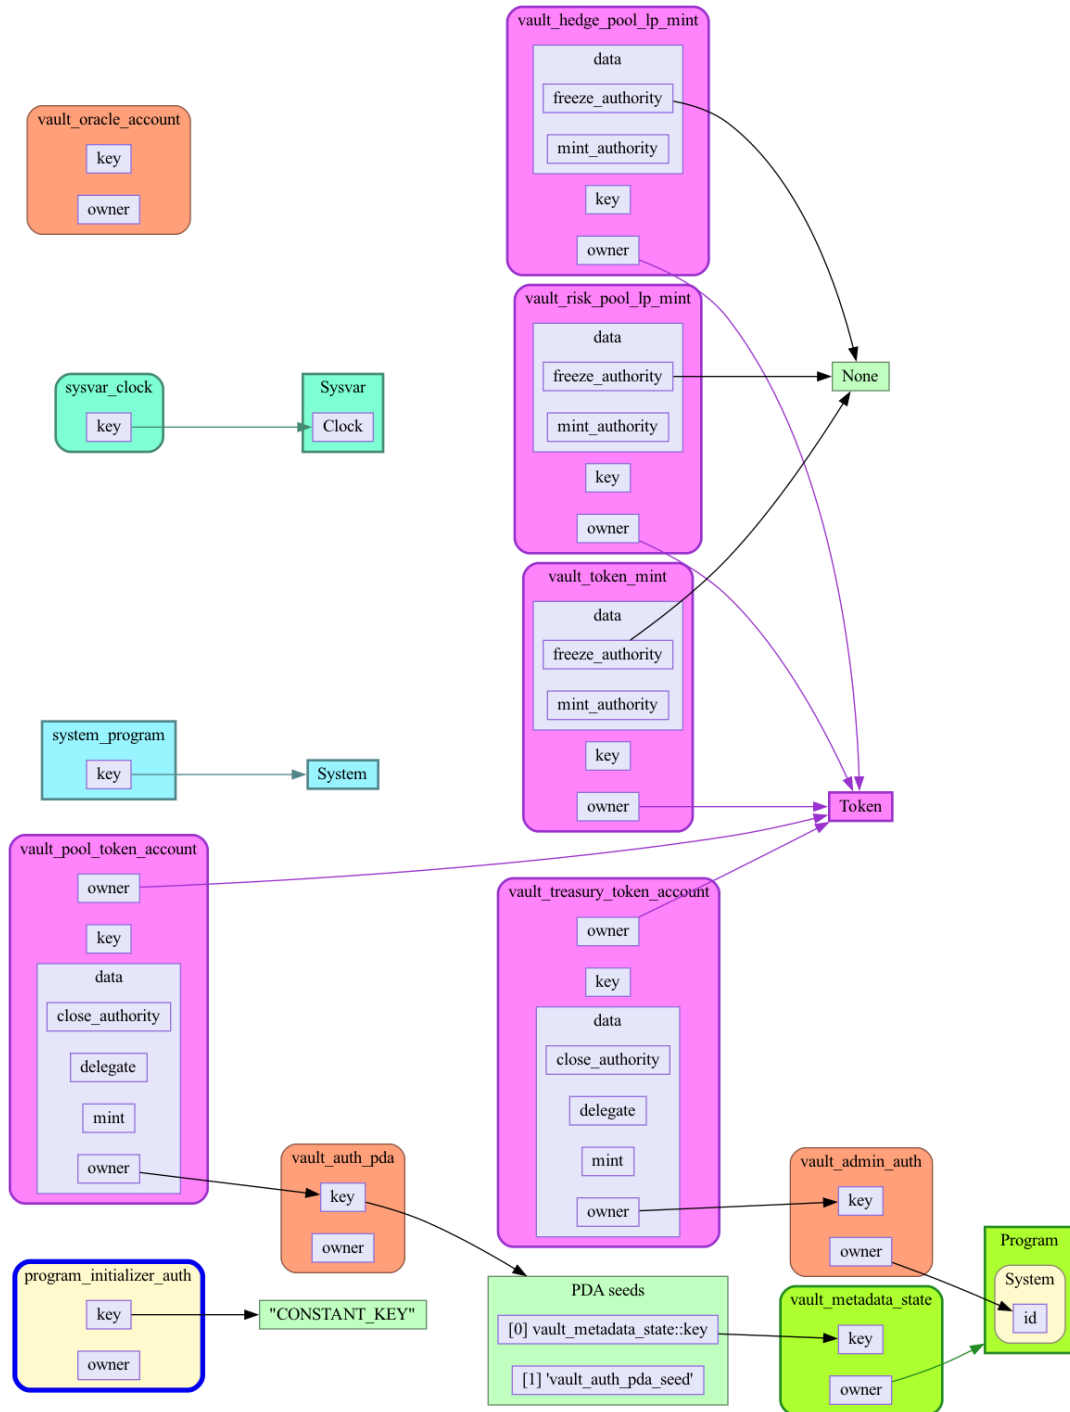 vault_hedge_pool_lp_mint
data
freeze_authority
mint_authority
key
owner
vault_oracle_account
key
owner
vault_risk_pool_lp_mint
data
freeze_authority
mint_authority
key
owner
None
sysvar_clock
key
Sysvar
Clock
vault_token_mint
data
freeze_authority
mint_authority
key
owner
system_program
key
System
Token
vault_pool_token_account
owner
key
data
close_authority
delegate
mint
owner
vault_treasury_token_account
owner
key
data
close_authority
delegate
mint
owner
vault_auth_pda
key
owner
vault_admin_auth
key
owner
Program
System
id
program_initializer_auth
key
owner
"CONSTANT_KEY"
PDA seeds
[0] vault_metadata_state::key
[1] 'vault_auth_pda_seed'
vault_metadata_state
key
owner